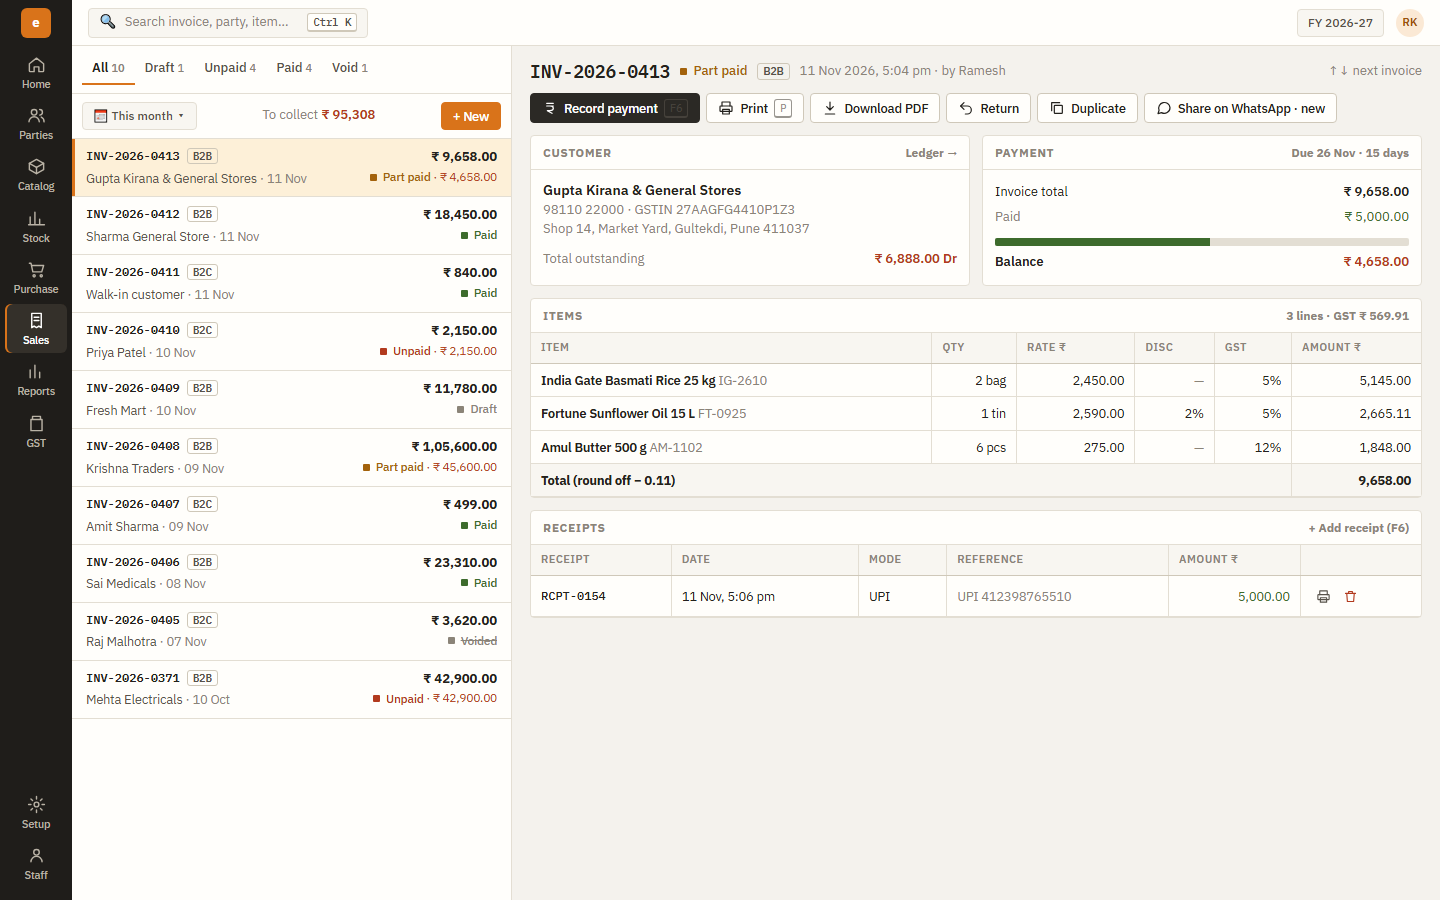 e
Search invoice, party, item... Ctrl K
FY 2026-27
RK
Home
Parties
Catalog
Stock
Purchase
Sales
Reports
GST
Setup
Staff
All 10 Draft 1 Unpaid 4 Paid 4 Void 1
This month To collect ₹ 95,308 + New
INV-2026-0413 B2B ₹ 9,658.00
Gupta Kirana & General Stores · 11 Nov Part paid · ₹ 4,658.00
INV-2026-0412 B2B ₹ 18,450.00
Sharma General Store · 11 Nov Paid
INV-2026-0411 B2C ₹ 840.00
Walk-in customer · 11 Nov Paid
INV-2026-0410 B2C ₹ 2,150.00
Priya Patel · 10 Nov Unpaid · ₹ 2,150.00
INV-2026-0409 B2B ₹ 11,780.00
Fresh Mart · 10 Nov Draft
INV-2026-0408 B2B ₹ 1,05,600.00
Krishna Traders · 09 Nov Part paid · ₹ 45,600.00
INV-2026-0407 B2C ₹ 499.00
Amit Sharma · 09 Nov Paid
INV-2026-0406 B2B ₹ 23,310.00
Sai Medicals · 08 Nov Paid
INV-2026-0405 B2C ₹ 3,620.00
Raj Malhotra · 07 Nov Voided
INV-2026-0371 B2B ₹ 42,900.00
Mehta Electricals · 10 Oct Unpaid · ₹ 42,900.00
INV-2026-0413 Part paid B2B 11 Nov 2026, 5:04 pm · by Ramesh ↑ ↓ next invoice
Record payment F6 Print P Download PDF Return Duplicate Share on WhatsApp · new
CUSTOMER Ledger →
Gupta Kirana & General Stores
98110 22000 · GSTIN 27AAGFG4410P1Z3
Shop 14, Market Yard, Gultekdi, Pune 411037
Total outstanding ₹ 6,888.00 Dr
PAYMENT Due 26 Nov · 15 days
Invoice total ₹ 9,658.00
Paid ₹ 5,000.00
Balance ₹ 4,658.00
ITEMS 3 lines · GST ₹ 569.91
ITEM QTY RATE ₹ DISC GST AMOUNT ₹
India Gate Basmati Rice 25 kg IG-2610 2 bag 2,450.00 — 5% 5,145.00
Fortune Sunflower Oil 15 L FT-0925 1 tin 2,590.00 2% 5% 2,665.11
Amul Butter 500 g AM-1102 6 pcs 275.00 — 12% 1,848.00
Total (round off − 0.11) 9,658.00
RECEIPTS + Add receipt (F6)
RECEIPT DATE MODE REFERENCE AMOUNT ₹
RCPT-0154 11 Nov, 5:06 pm UPI UPI 412398765510 5,000.00